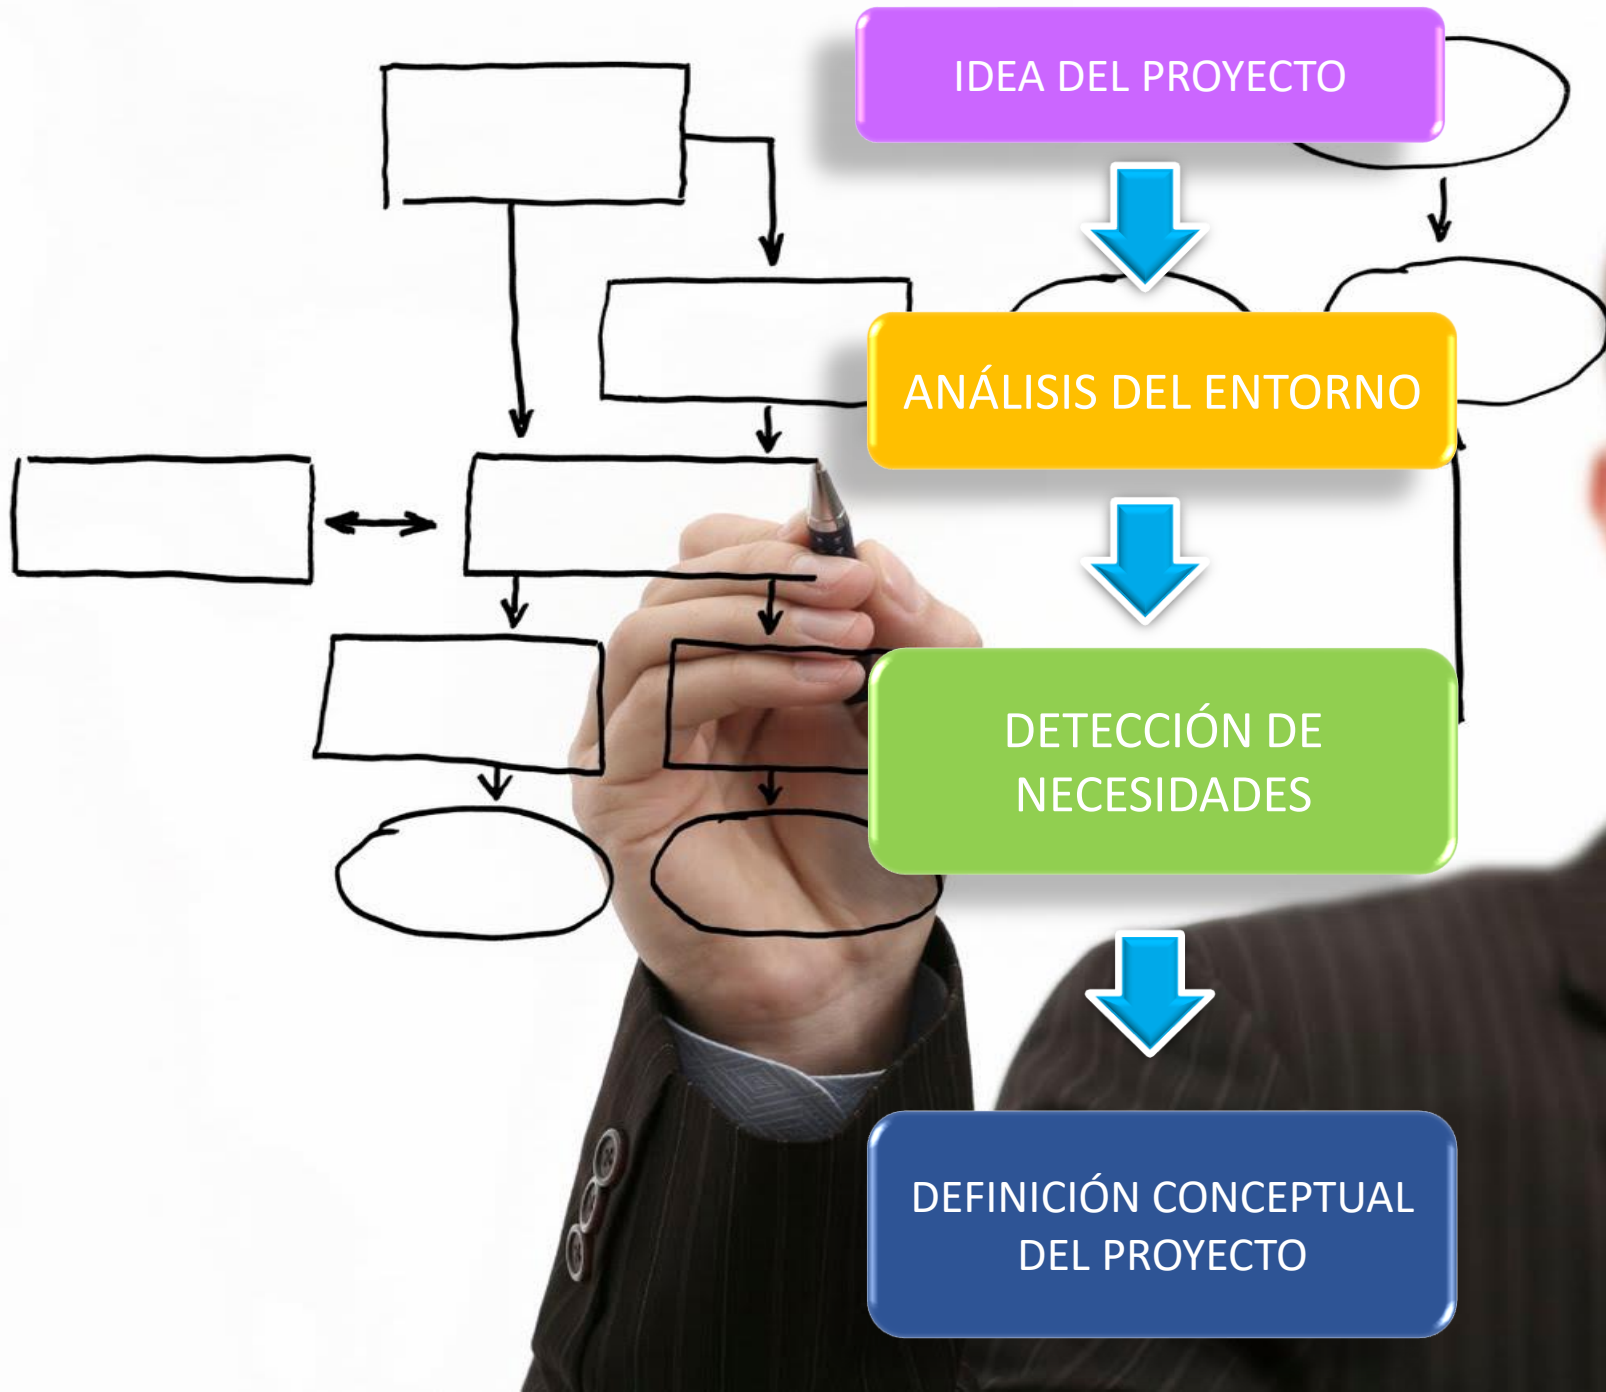 IDEA DEL PROYECTO
ANÁLISIS DEL ENTORNO
DETECCIÓN DE
NECESIDADES
DEFINICIÓN CONCEPTUAL
DEL PROYECTO